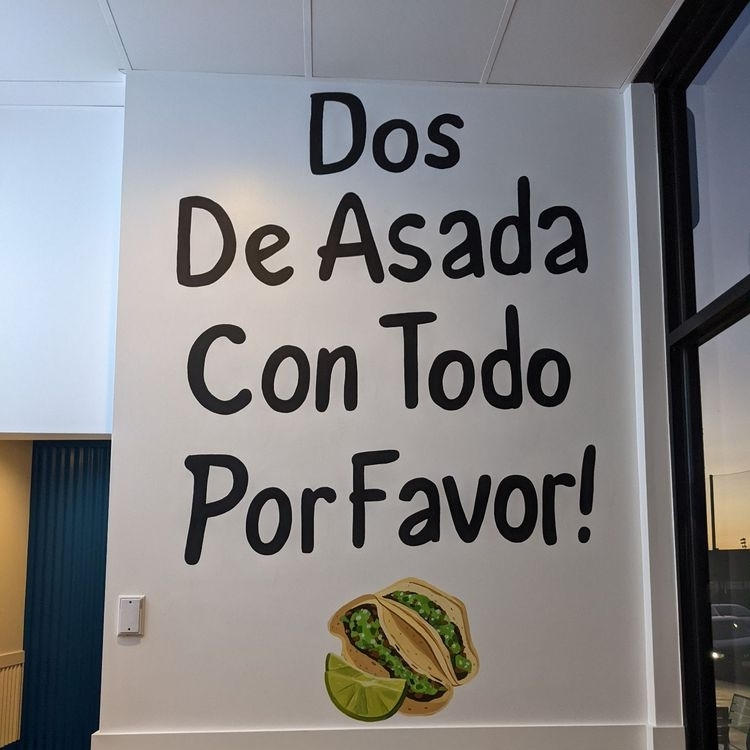 Dos
De Asada
Con Todo
Por Favor!